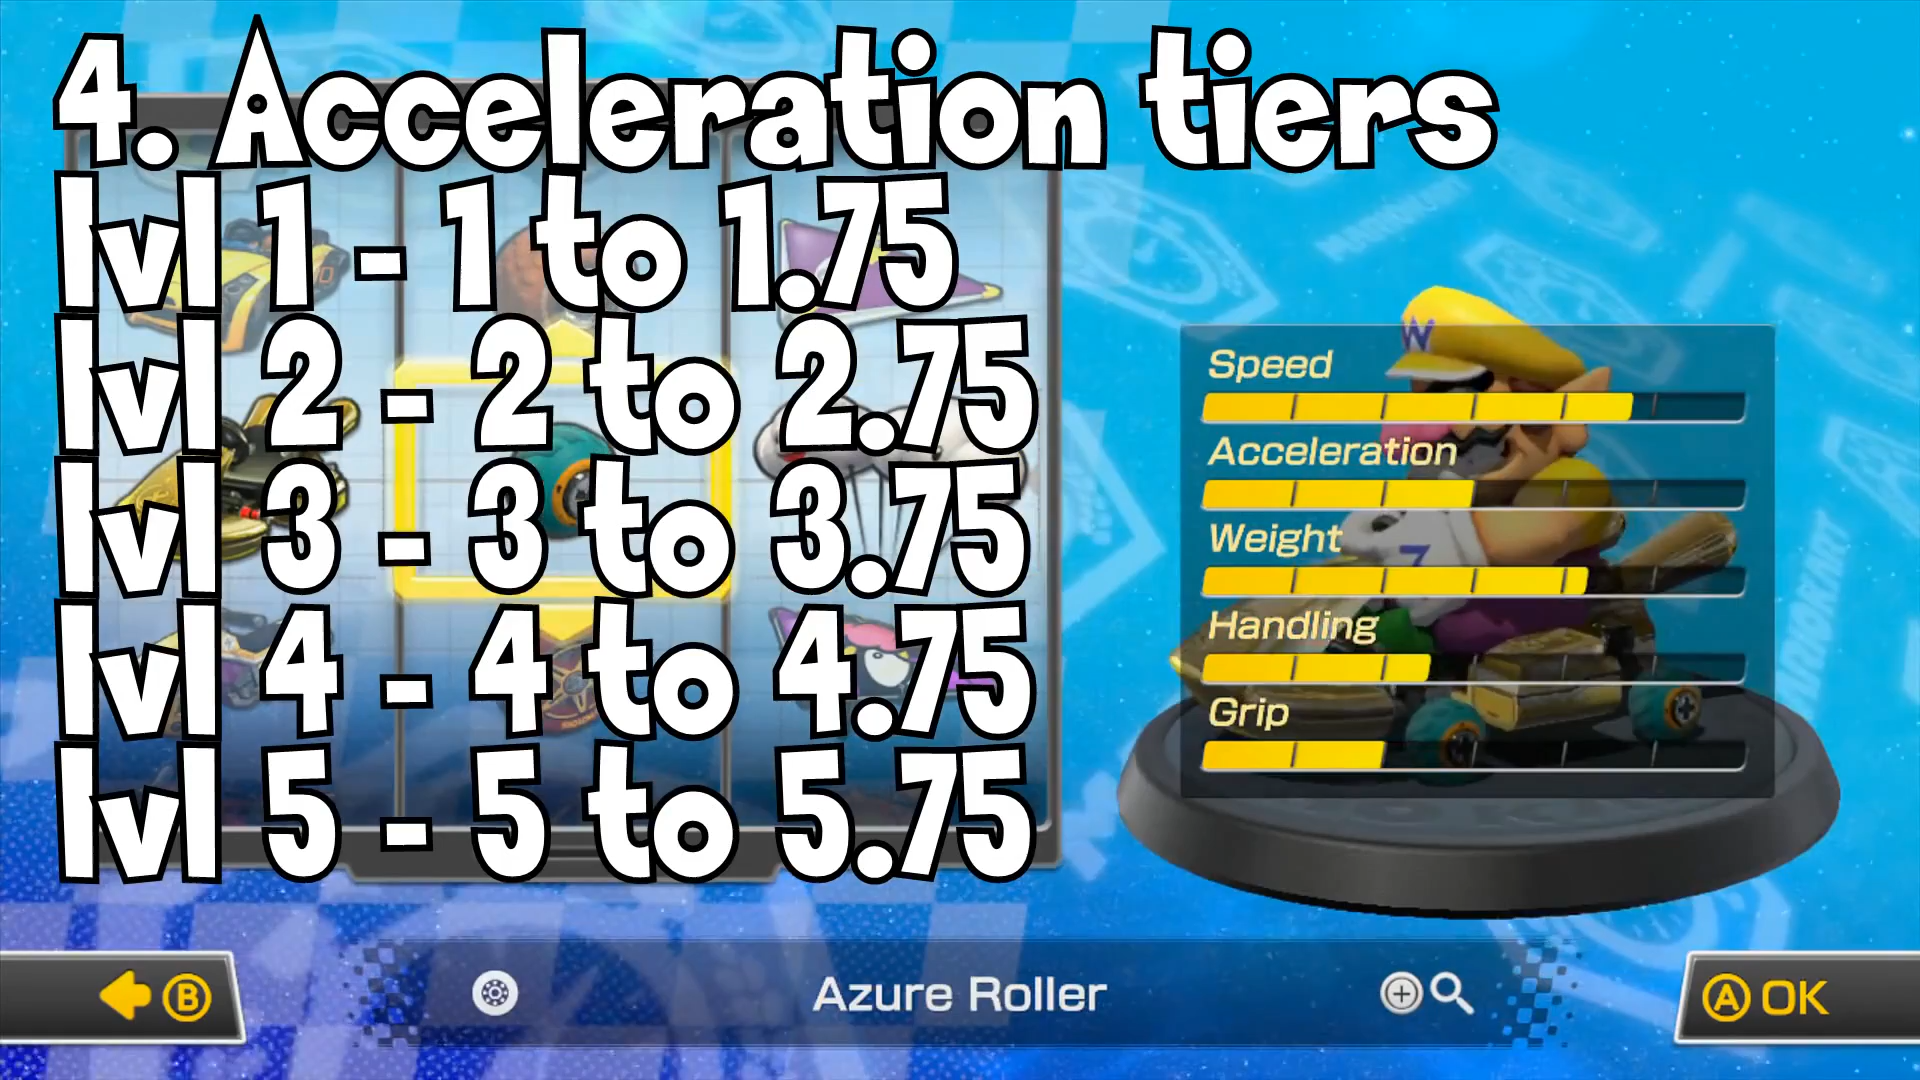 4. Acceleration tiers
lvl 1 - 1 to 1.75
lvl 2 - 2 to 2.75
lvl 3 - 3 to 3.75
lvl 4 - 4 to 4.75
lvl 5 - 5 to 5.75
W
Speed
Acceleration
Weight
Handling
Grip
B
Azure Roller
A OK